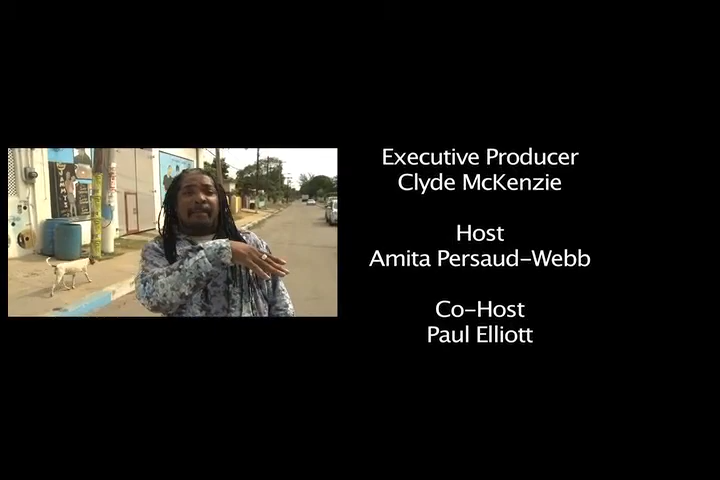 Executive Producer
Clyde McKenzie
Host
Amita Persaud-Webb
Co-Host
Paul Elliott